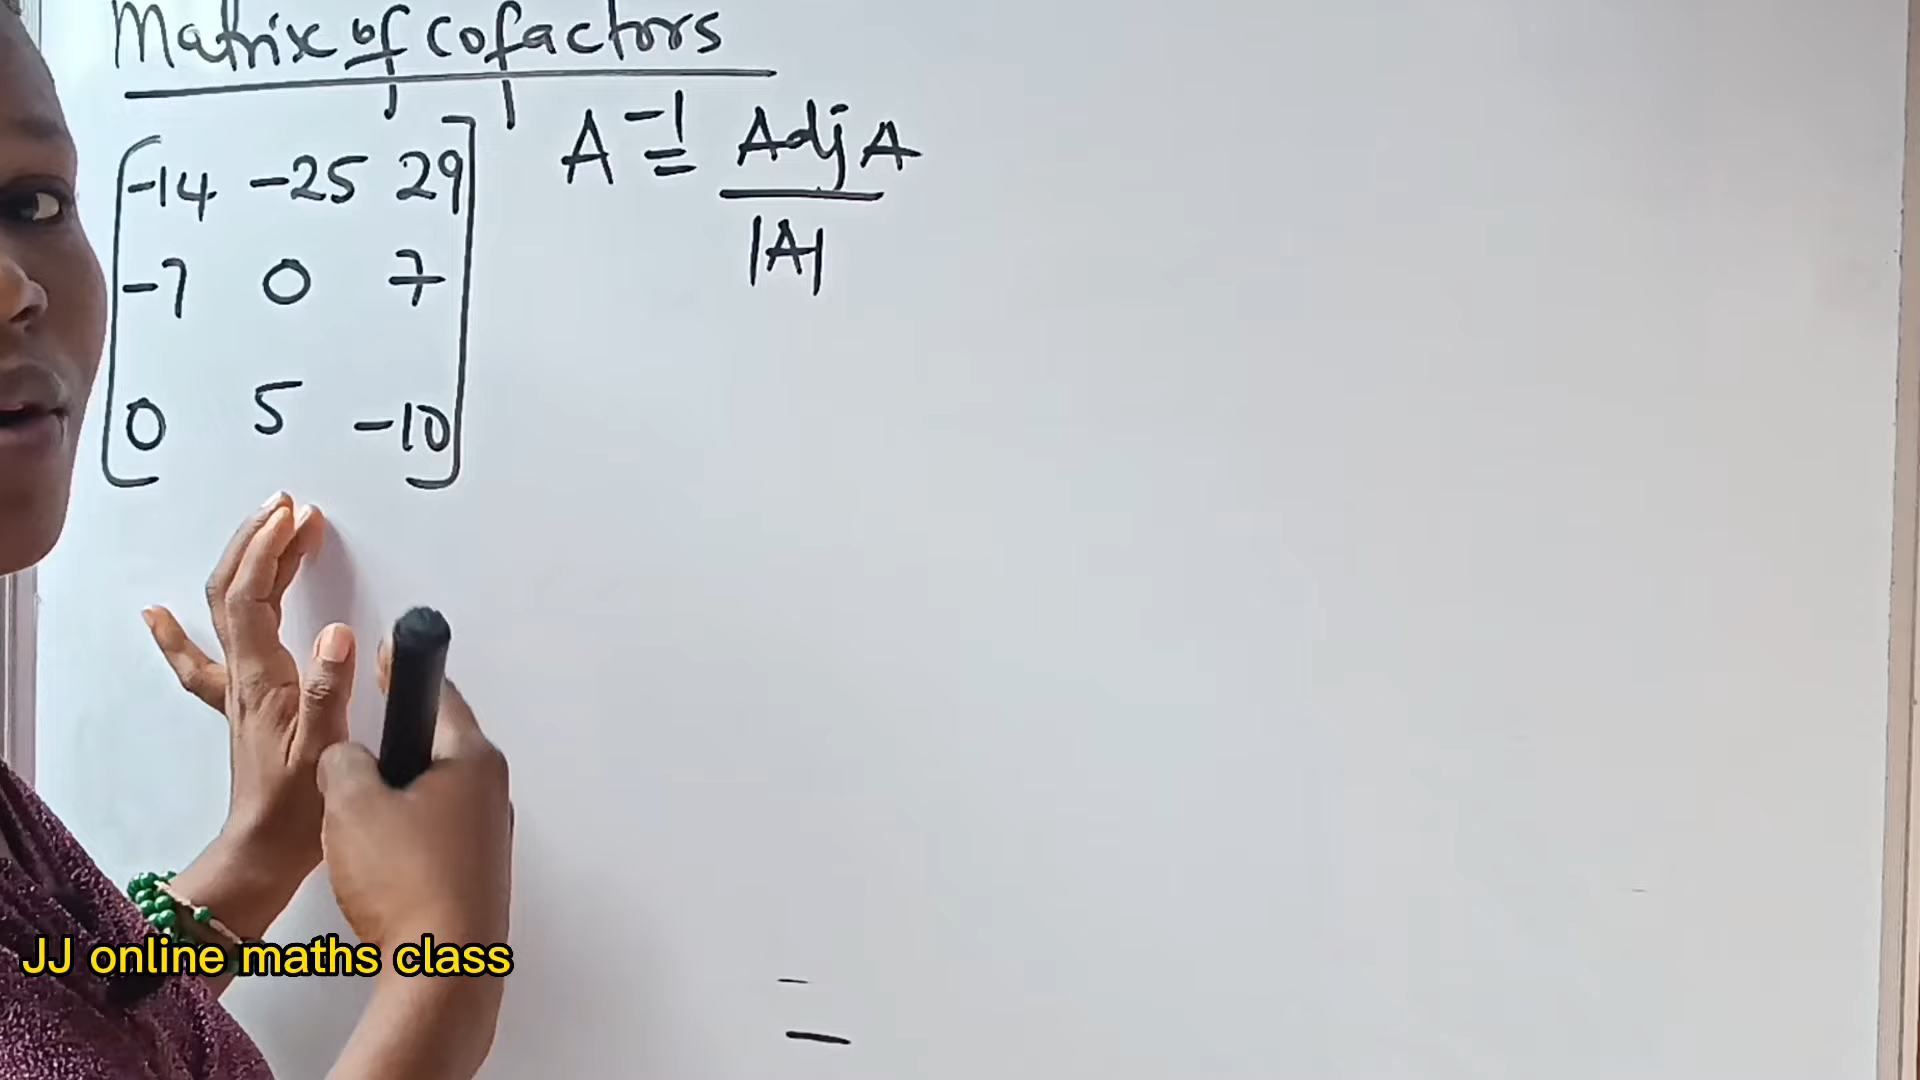 Matrix of cofactors
-14 -25 29
-7 0 7
0 5 -10
A⁻¹ = Adj A
|A|
JJ online maths class
=